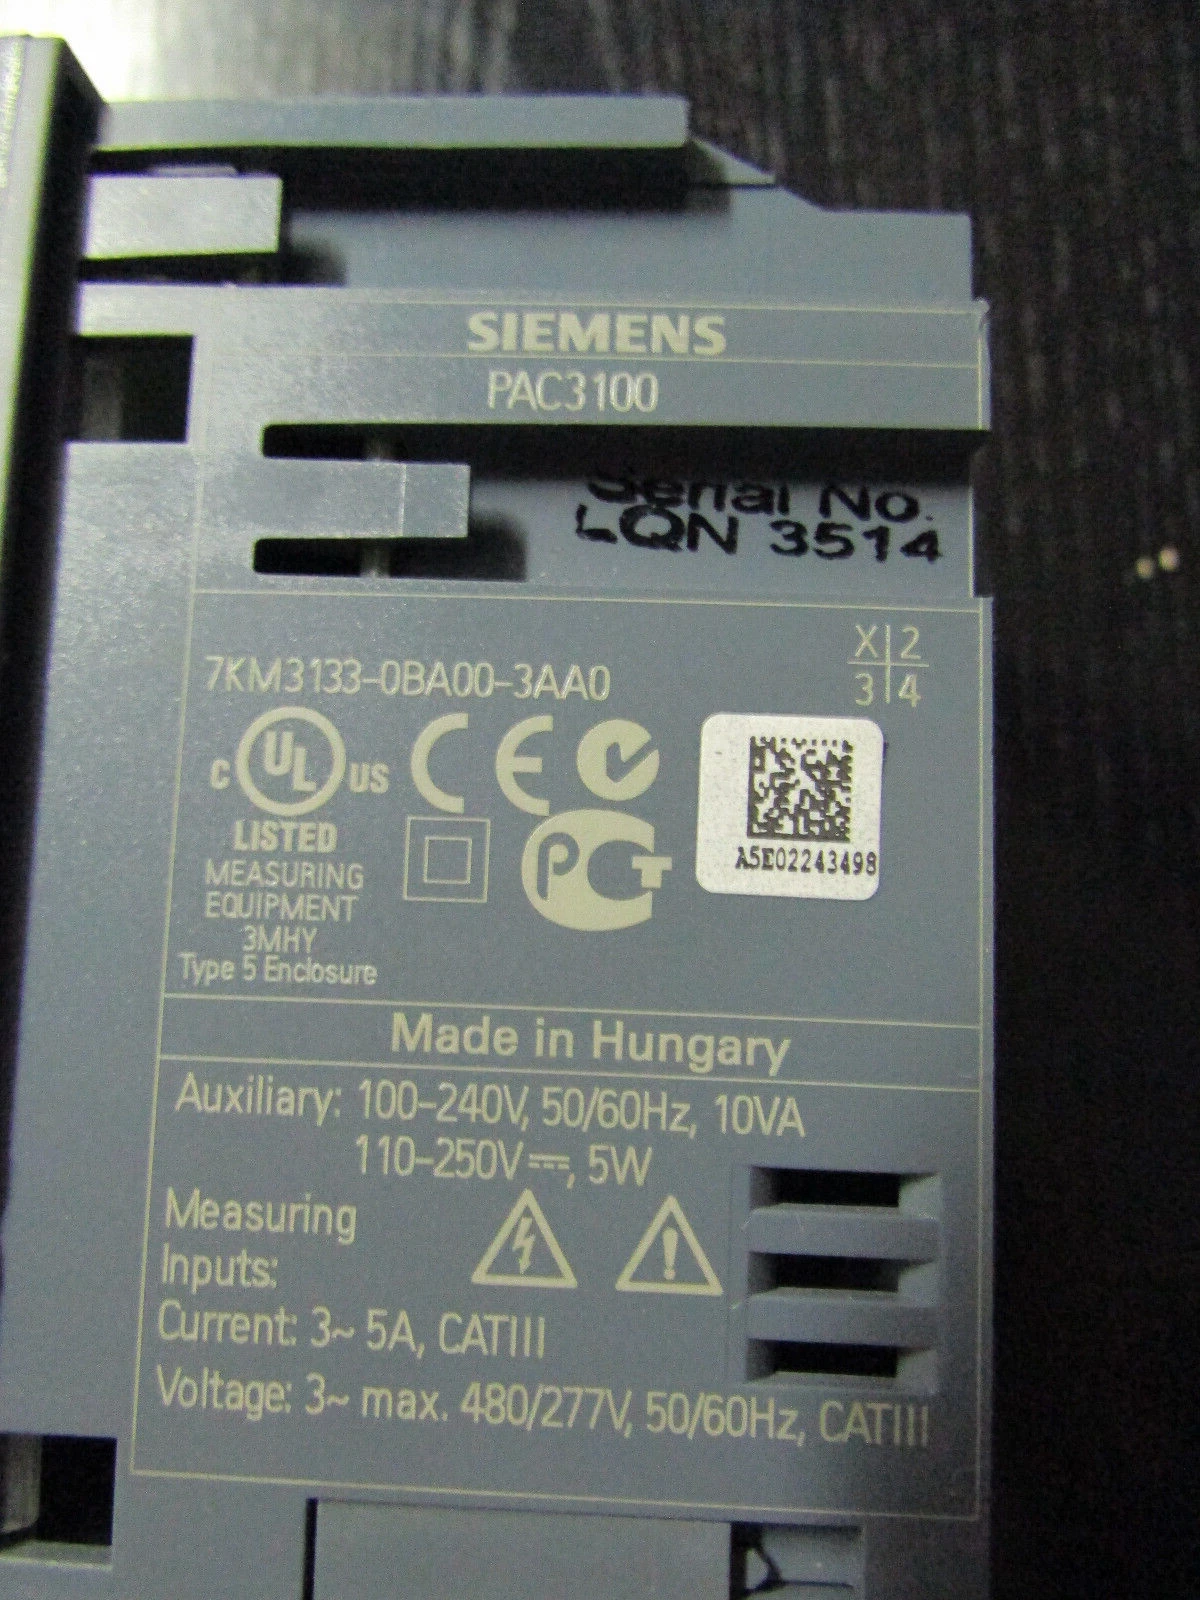 SIEMENS
PAC3100
Serial No.
LQN 3514
7KM3133-0BA00-3AA0
X 2
3 4
C UL US
LISTED
MEASURING
EQUIPMENT
3MHY
Type 5 Enclosure
CE
PCT
A5E02243498
Made in Hungary
Auxiliary: 100-240V, 50/60Hz, 10VA
110-250V⎓, 5W
Measuring
Inputs:
Current: 3~ 5A, CATIII
Voltage: 3~ max. 480/277V, 50/60Hz, CATIII